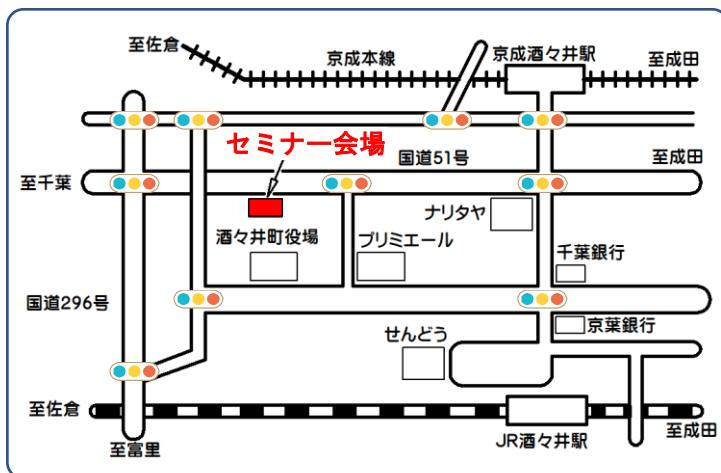 至佐倉
京成本線
京成酒々井駅
至成田
セミナー会場
国道51号
至成田
至千葉
ナリタヤ
酒々井町役場
プリミエール
千葉銀行
国道296号
京葉銀行
せんどう
至佐倉
至成田
至富里
JR酒々井駅